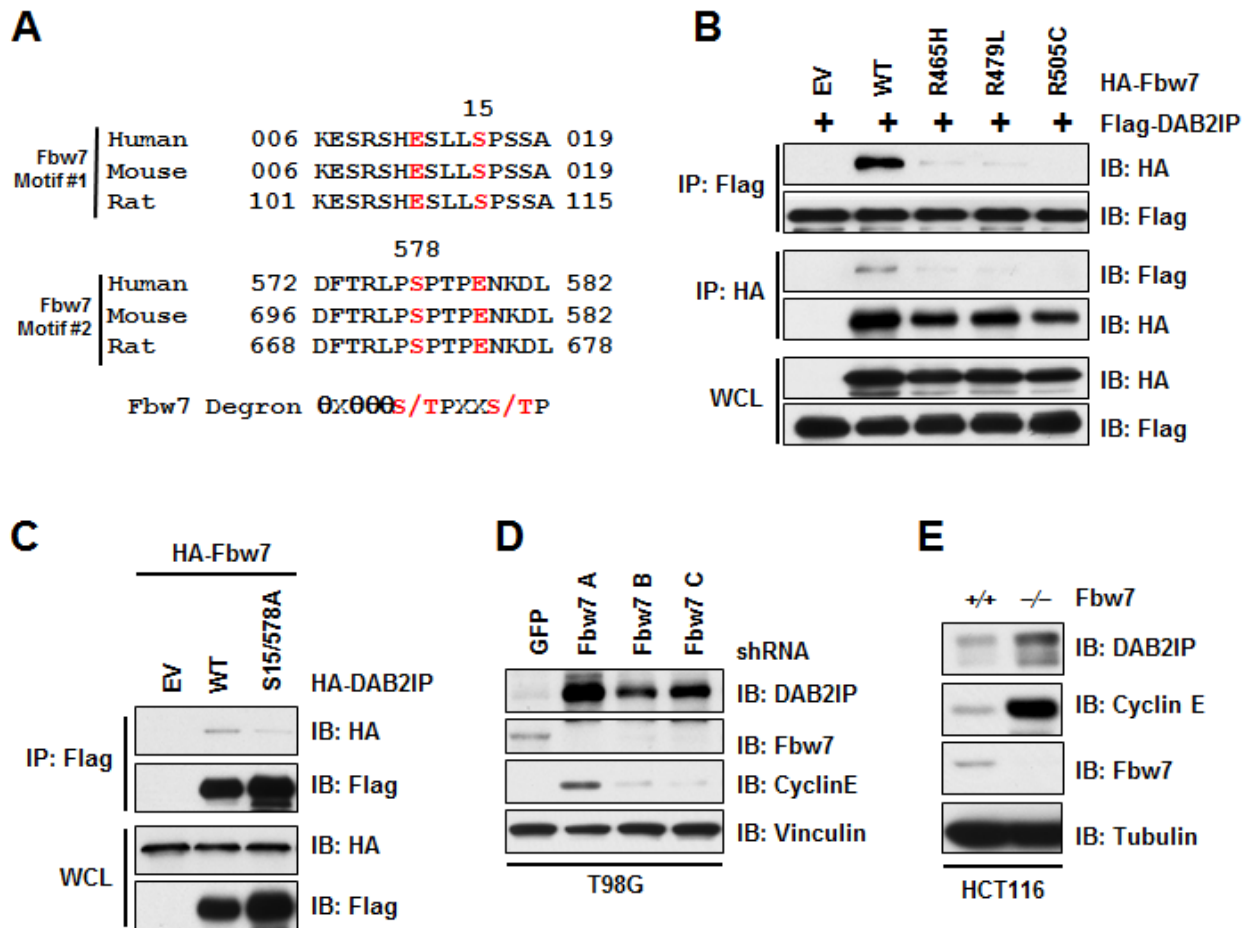 A
15
Fbw7
Motif #1
Human 006 KESRSHESLLSPSSA 019
Mouse 006 KESRSHESLLSPSSA 019
Rat 101 KESRSHESLLSPSSA 115
578
Fbw7
Motif #2
Human 572 DFTRLPSPTPENKDL 582
Mouse 696 DFTRLPSPTPENKDL 582
Rat 668 DFTRLPSPTPENKDL 678
Fbw7 Degron 0X000S/TPXXS/TP
B
EV WT R465H R479L R505C HA-Fbw7
+ + + + + Flag-DAB2IP
IP: Flag
IB: HA
IB: Flag
IP: HA
IB: Flag
IB: HA
WCL
IB: HA
IB: Flag
C
HA-Fbw7
EV WT S15/578A HA-DAB2IP
IP: Flag
IB: HA
IB: Flag
WCL
IB: HA
IB: Flag
D
GFP Fbw7 A Fbw7 B Fbw7 C shRNA
IB: DAB2IP
IB: Fbw7
IB: CyclinE
IB: Vinculin
T98G
E
+/+ −/− Fbw7
IB: DAB2IP
IB: Cyclin E
IB: Fbw7
IB: Tubulin
HCT116